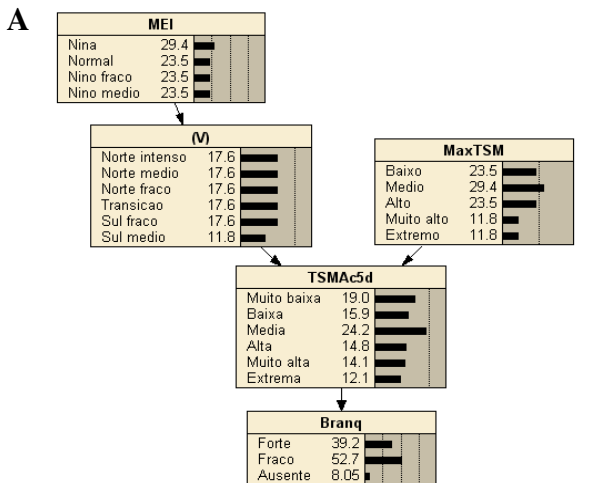 A
MEI
Nina 29.4
Normal 23.5
Nino fraco 23.5
Nino medio 23.5
(V)
Norte intenso 17.6
Norte medio 17.6
Norte fraco 17.6
Transicao 17.6
Sul fraco 17.6
Sul medio 11.8
MaxTSM
Baixo 23.5
Medio 29.4
Alto 23.5
Muito alto 11.8
Extremo 11.8
TSMAc5d
Muito baixa 19.0
Baixa 15.9
Media 24.2
Alta 14.8
Muito alta 14.1
Extrema 12.1
Branq
Forte 39.2
Fraco 52.7
Ausente 8.05